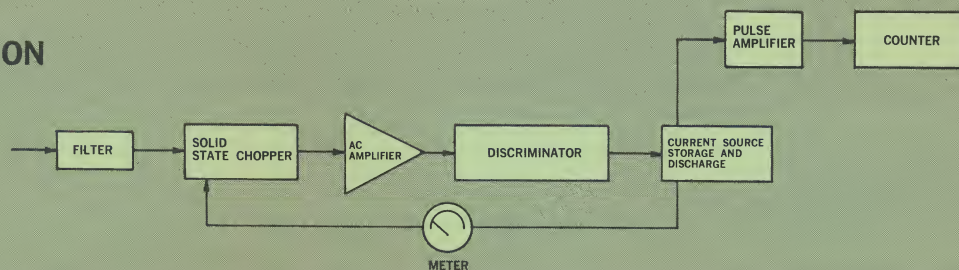 ON
PULSE
AMPLIFIER
COUNTER
FILTER
SOLID
STATE CHOPPER
AC
AMPLIFIER
DISCRIMINATOR
CURRENT SOURCE
STORAGE AND
DISCHARGE
METER